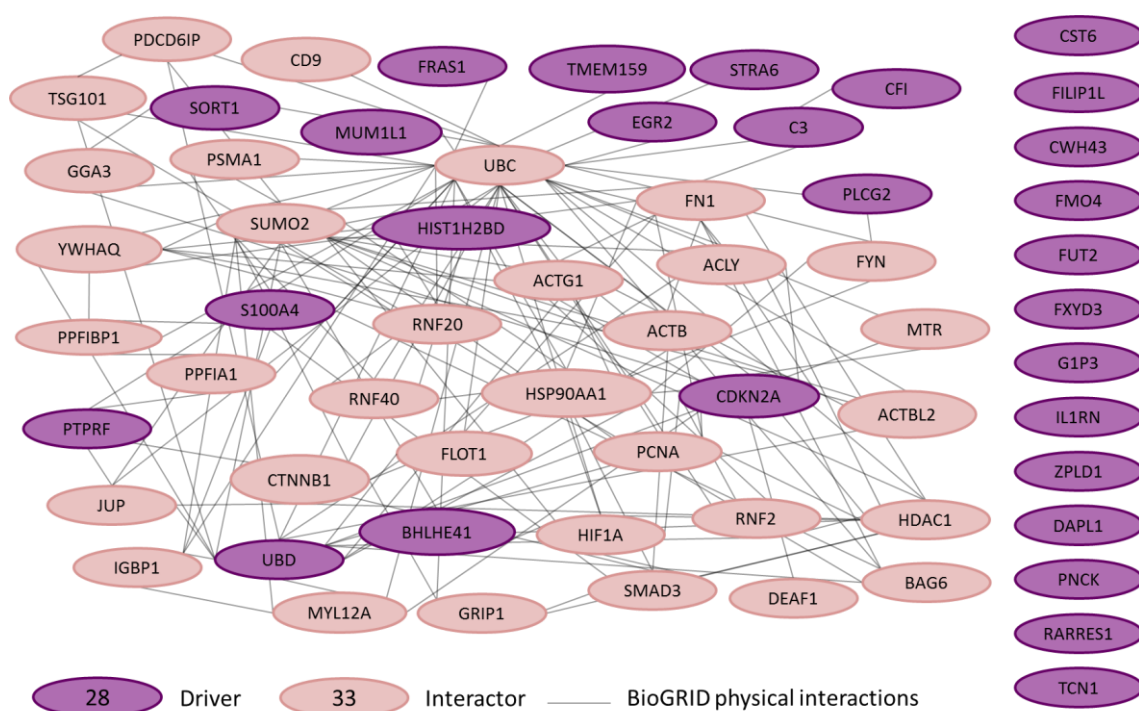 PDCD6IP
CD9
FRAS1
TMEM159
STRA6
CST6
TSG101
SORT1
CFI
FILIP1L
MUM1L1
EGR2
C3
CWH43
GGA3
PSMA1
UBC
PLCG2
FMO4
SUMO2
HIST1H2BD
FN1
YWHAQ
ACTG1
ACLY
FYN
FUT2
S100A4
RNF20
ACTB
MTR
FXYD3
PPFIBP1
PPFIA1
G1P3
RNF40
HSP90AA1
CDKN2A
ACTBL2
IL1RN
PTPRF
FLOT1
PCNA
ZPLD1
CTNNB1
JUP
BHLHE41
HIF1A
RNF2
HDAC1
DAPL1
IGBP1
UBD
SMAD3
DEAF1
BAG6
PNCK
MYL12A
GRIP1
RARRES1
TCN1
28 Driver 33 Interactor BioGRID physical interactions